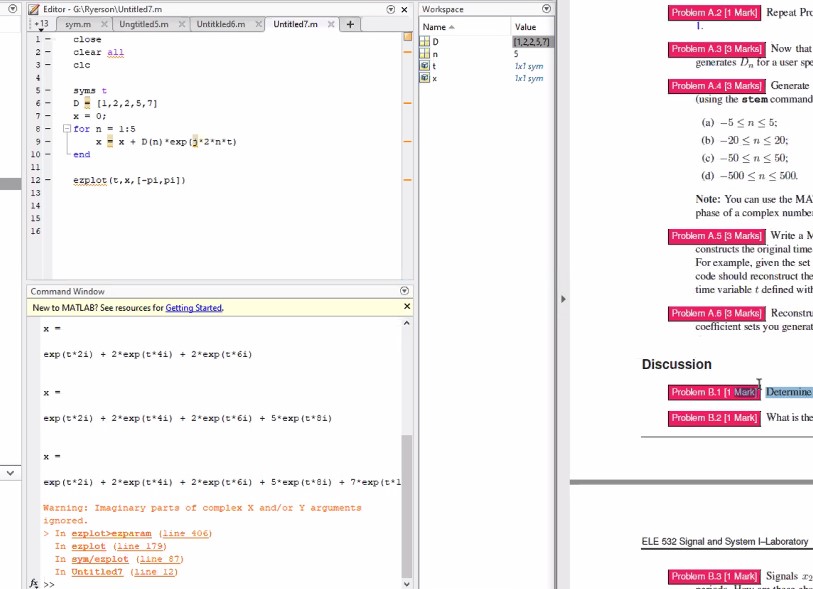 Editor - G:\Ryerson\Untitled7.m
+13 sym.m Ungtitled5.m Untitkled6.m Untitled7.m
1 - close
2 - clear all
3 - clc
4
5 - syms t
6 - D = [1,2,2,5,7]
7 - x = 0;
8 - for n = 1:5
9 - x = x + D(n)*exp(j*2*n*t)
10 - end
11
12 - ezplot(t,x,[-pi,pi])
13
14
15
16
Command Window
New to MATLAB? See resources for Getting Started.
x =
exp(t*2i) + 2*exp(t*4i) + 2*exp(t*6i)
x =
exp(t*2i) + 2*exp(t*4i) + 2*exp(t*6i) + 5*exp(t*8i)
x =
exp(t*2i) + 2*exp(t*4i) + 2*exp(t*6i) + 5*exp(t*8i) + 7*exp(t*1
Warning: Imaginary parts of complex X and/or Y arguments
ignored.
> In ezplot>ezparam (line 406)
In ezplot (line 179)
In sym/ezplot (line 87)
In Untitled7 (line 12)
fx >>
Workspace
Name Value
D [1,2,2,5,7]
n 5
t 1x1 sym
x 1x1 sym
Problem A.2 [1 Mark] Repeat Pro
1.
Problem A.3 [3 Marks] Now that
generates Dn for a user spe
Problem A.4 [3 Marks] Generate
(using the stem command
(a) −5 ≤ n ≤ 5;
(b) −20 ≤ n ≤ 20;
(c) −50 ≤ n ≤ 50;
(d) −500 ≤ n ≤ 500.
Note: You can use the MA
phase of a complex number
Problem A.5 [3 Marks] Write a M
constructs the original time
For example, given the set
code should reconstruct the
time variable t defined with
Problem A.6 [3 Marks] Reconstru
coefficient sets you generat
Discussion
Problem B.1 [1 Mark] Determine
Problem B.2 [1 Mark] What is the
ELE 532 Signal and System I–Laboratory
Problem B.3 [1 Mark] Signals x2